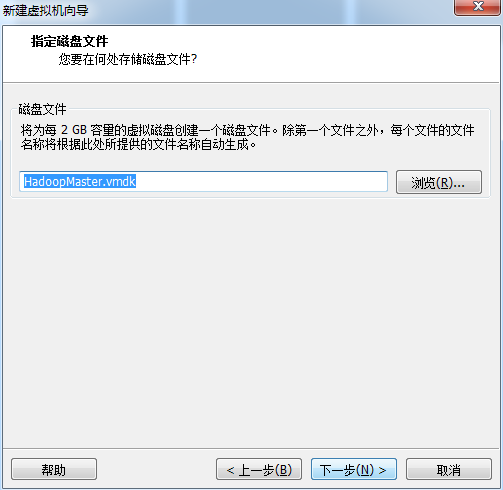 新建虚拟机向导
指定磁盘文件
您要在何处存储磁盘文件?
磁盘文件
将为每 2 GB 容量的虚拟磁盘创建一个磁盘文件。除第一个文件之外，每个文件的文件
名称将根据此处所提供的文件名称自动生成。
HadoopMaster.vmdk
浏览(R)...
帮助
< 上一步(B)
下一步(N) >
取消